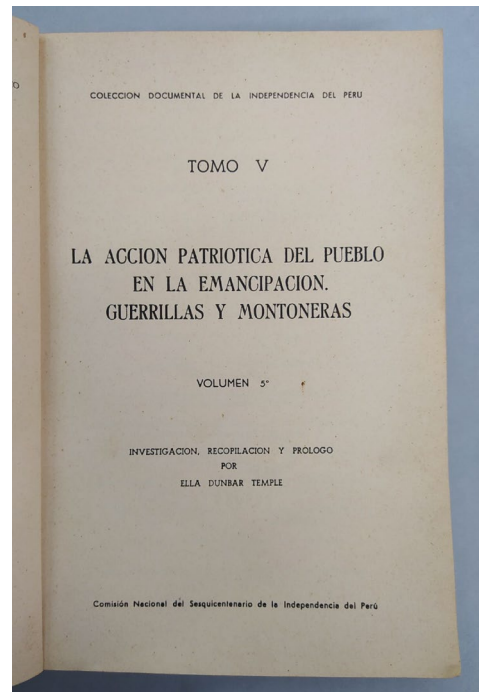 COLECCION DOCUMENTAL DE LA INDEPENDENCIA DEL PERU
TOMO V
LA ACCION PATRIOTICA DEL PUEBLO
EN LA EMANCIPACION.
GUERRILLAS Y MONTONERAS
VOLUMEN 5°
INVESTIGACION, RECOPILACION Y PROLOGO
POR
ELLA DUNBAR TEMPLE
Comisión Nacional del Sesquicentenario de la Independencia del Perú